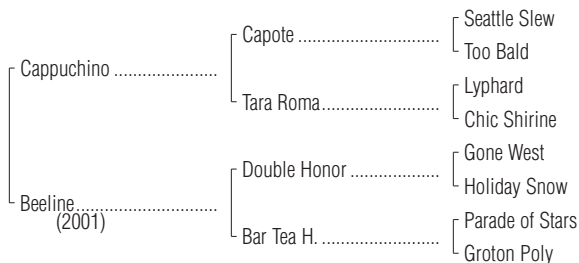 Seattle Slew
Capote ..............................
Too Bald
Cappuchino ......................
Lyphard
Tara Roma.........................
Chic Shirine
Gone West
Double Honor ...................
Holiday Snow
Beeline..............................
(2001)
Parade of Stars
Bar Tea H. .........................
Groton Poly